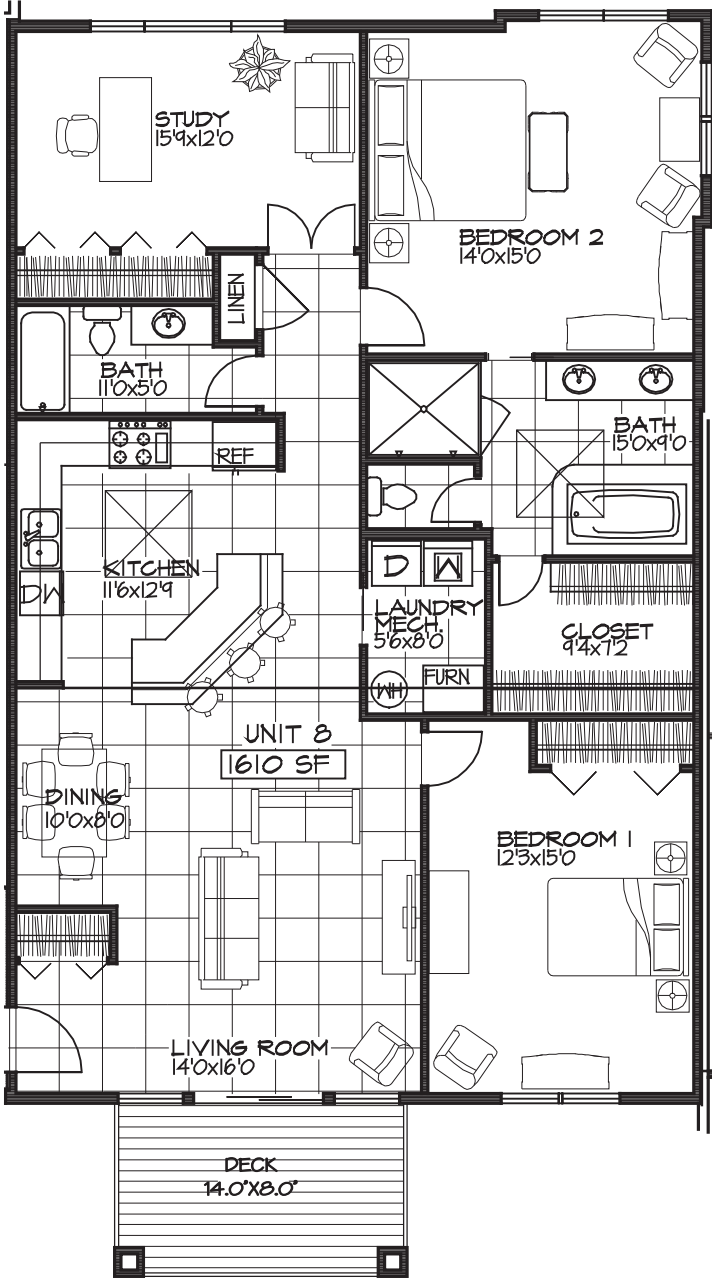 STUDY
15'9x12'0
BEDROOM 2
14'0x15'0
LINEN
BATH
11'0x5'0
BATH
15'0x9'0
REF
KITCHEN
11'6x12'9
DW
D
W
LAUNDRY
MECH.
5'6x8'0
CLOSET
9'4x7'2
WH
FURN
UNIT 8
1610 SF
DINING
10'0x8'0
BEDROOM 1
12'3x15'0
LIVING ROOM
14'0x16'0
DECK
14.0"X8.0"